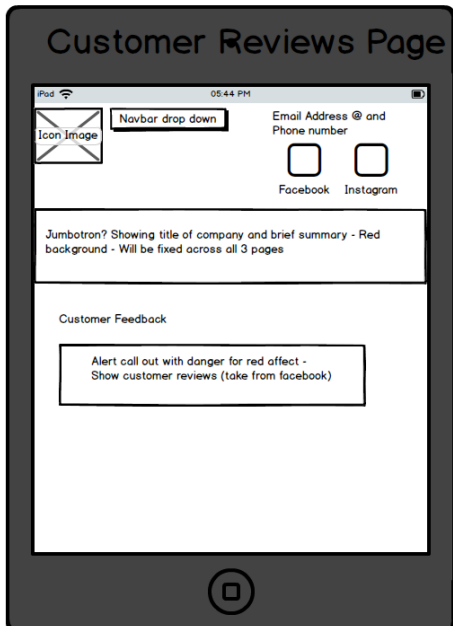 Customer Reviews Page
iPod 05:44 PM
Icon Image
Navbar drop down
Email Address @ and
Phone number
Facebook Instagram
Jumbotron? Showing title of company and brief summary - Red
background - Will be fixed across all 3 pages
Customer Feedback
Alert call out with danger for red affect -
Show customer reviews (take from facebook)